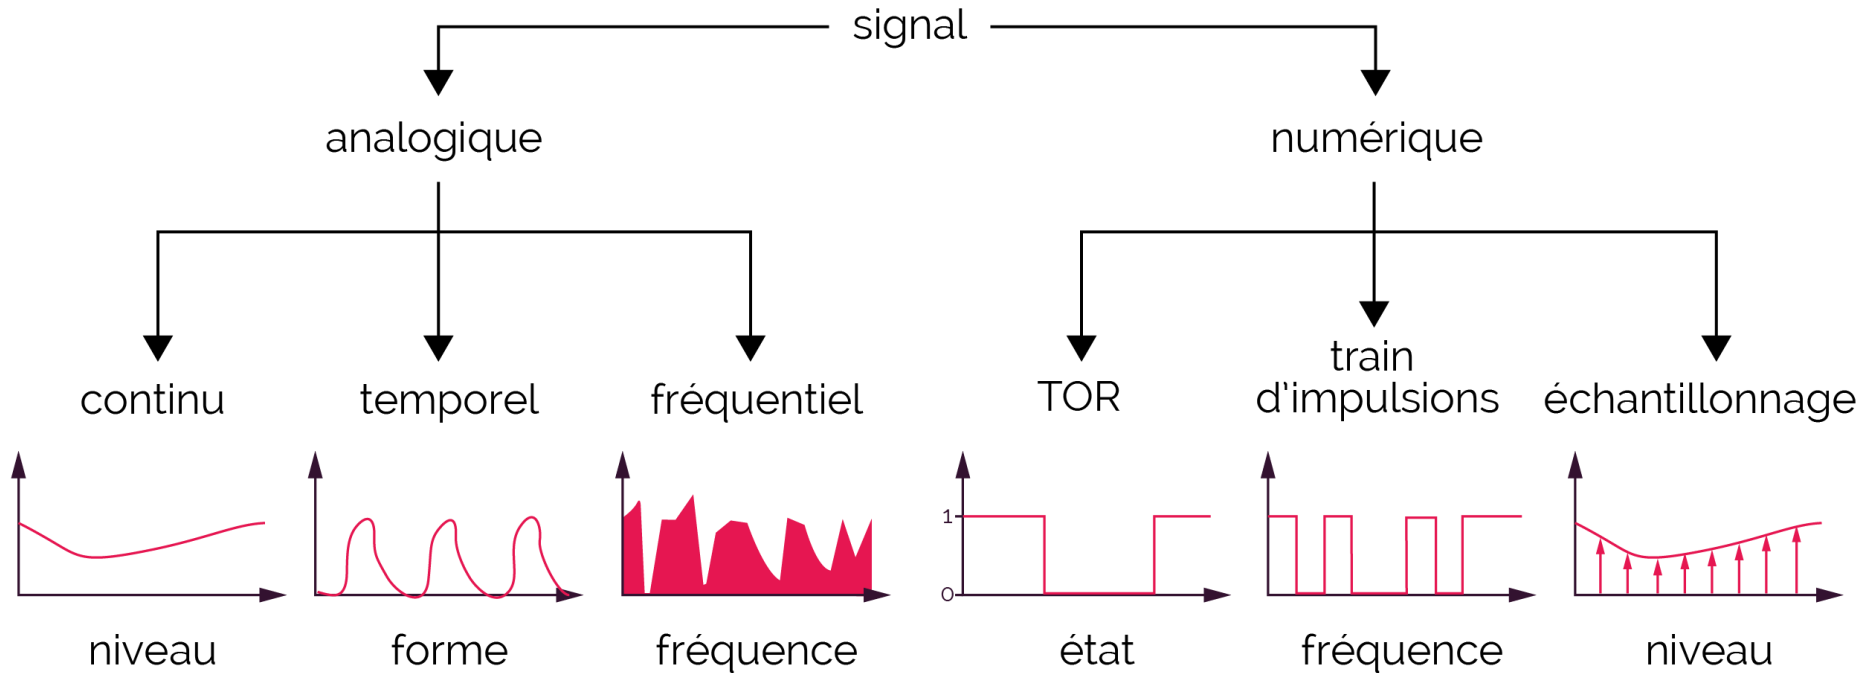 signal
analogique
numérique
continu
temporel
fréquentiel
TOR
train
d'impulsions
échantillonnage
1
0
niveau
forme
fréquence
état
fréquence
niveau